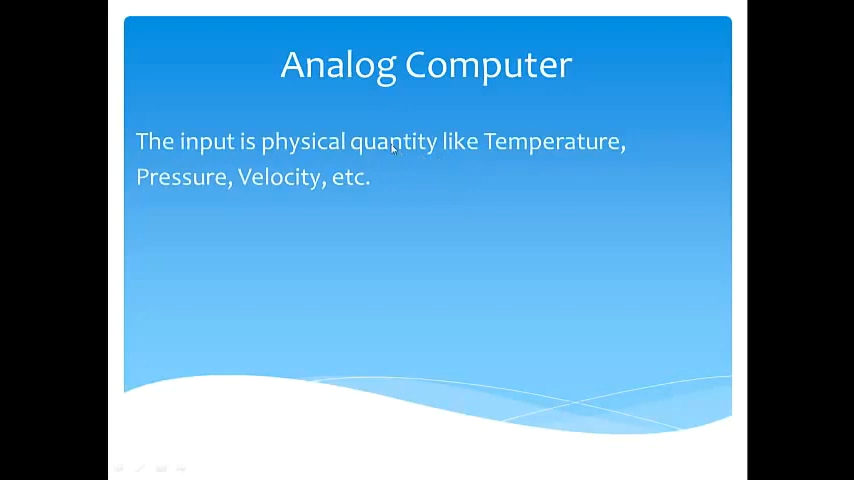 Analog Computer
The input is physical quantity like Temperature,
Pressure, Velocity, etc.